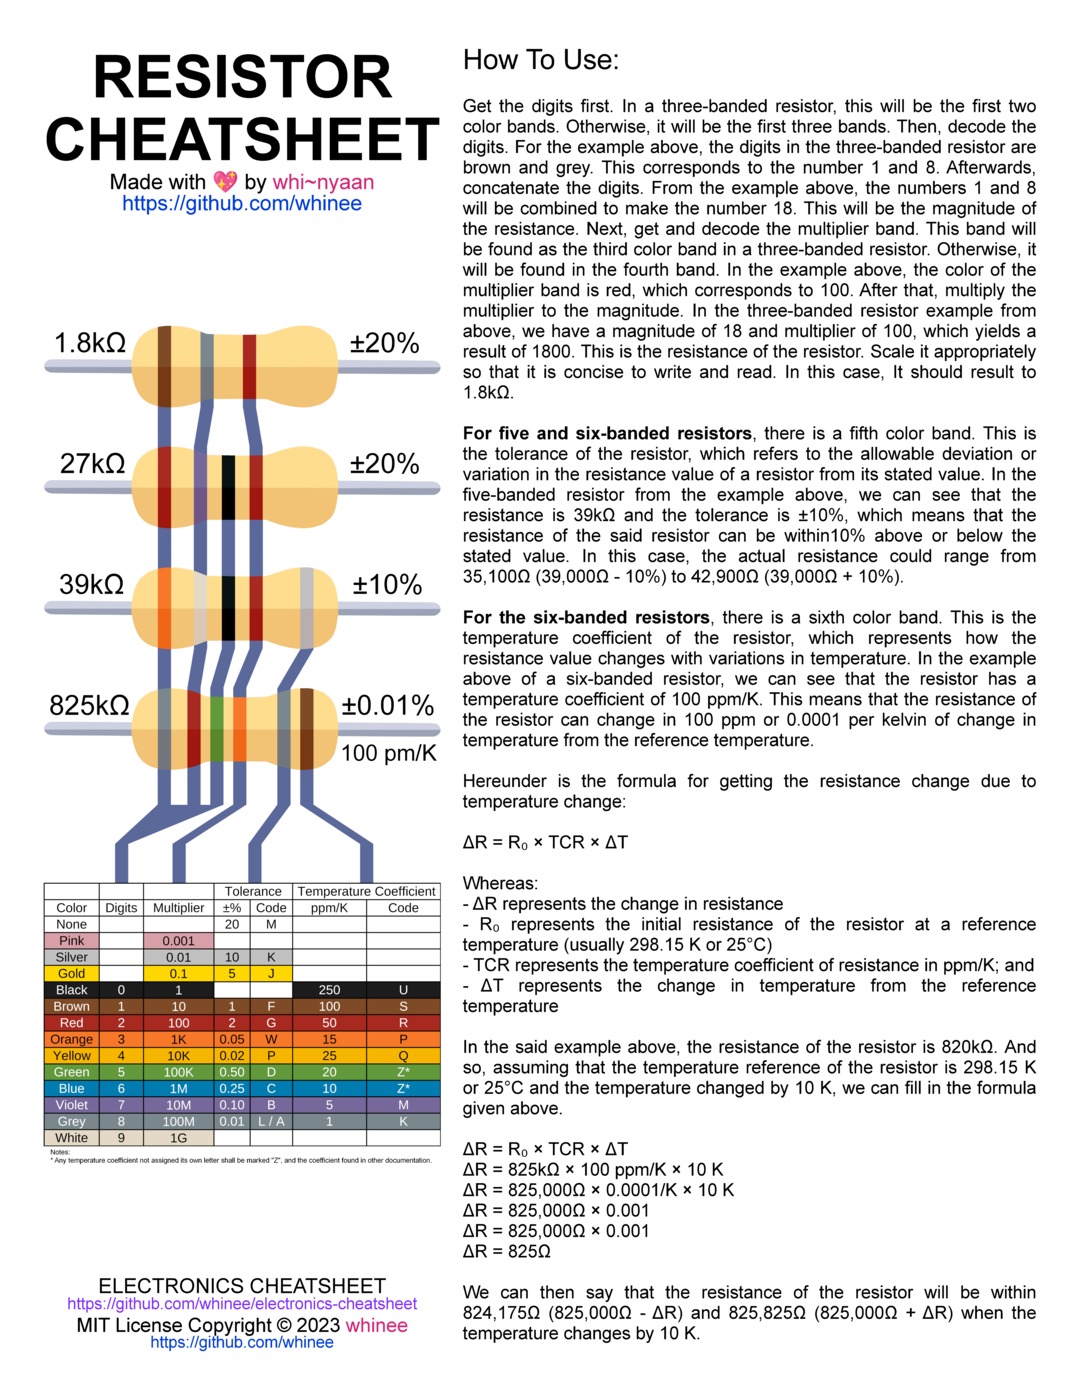 RESISTOR
CHEATSHEET
Made with 💖 by whi~nyaan
https://github.com/whinee
1.8kΩ
±20%
27kΩ
±20%
39kΩ
±10%
825kΩ
±0.01%
100 pm/K
Tolerance Temperature Coefficient
Color Digits Multiplier ±% Code ppm/K Code
None 20 M
Pink 0.001
Silver 0.01 10 K
Gold 0.1 5 J
Black 0 1 250 U
Brown 1 10 1 F 100 S
Red 2 100 2 G 50 R
Orange 3 1K 0.05 W 15 P
Yellow 4 10K 0.02 P 25 Q
Green 5 100K 0.50 D 20 Z*
Blue 6 1M 0.25 C 10 Z*
Violet 7 10M 0.10 B 5 M
Grey 8 100M 0.01 L / A 1 K
White 9 1G
Notes:
* Any temperature coefficient not assigned its own letter shall be marked "Z", and the coefficient found in other documentation.
ELECTRONICS CHEATSHEET
https://github.com/whinee/electronics-cheatsheet
MIT License Copyright © 2023 whinee
https://github.com/whinee
How To Use:
Get the digits first. In a three-banded resistor, this will be the first two
color bands. Otherwise, it will be the first three bands. Then, decode the
digits. For the example above, the digits in the three-banded resistor are
brown and grey. This corresponds to the number 1 and 8. Afterwards,
concatenate the digits. From the example above, the numbers 1 and 8
will be combined to make the number 18. This will be the magnitude of
the resistance. Next, get and decode the multiplier band. This band will
be found as the third color band in a three-banded resistor. Otherwise, it
will be found in the fourth band. In the example above, the color of the
multiplier band is red, which corresponds to 100. After that, multiply the
multiplier to the magnitude. In the three-banded resistor example from
above, we have a magnitude of 18 and multiplier of 100, which yields a
result of 1800. This is the resistance of the resistor. Scale it appropriately
so that it is concise to write and read. In this case, It should result to
1.8kΩ.
For five and six-banded resistors, there is a fifth color band. This is
the tolerance of the resistor, which refers to the allowable deviation or
variation in the resistance value of a resistor from its stated value. In the
five-banded resistor from the example above, we can see that the
resistance is 39kΩ and the tolerance is ±10%, which means that the
resistance of the said resistor can be within10% above or below the
stated value. In this case, the actual resistance could range from
35,100Ω (39,000Ω - 10%) to 42,900Ω (39,000Ω + 10%).
For the six-banded resistors, there is a sixth color band. This is the
temperature coefficient of the resistor, which represents how the
resistance value changes with variations in temperature. In the example
above of a six-banded resistor, we can see that the resistor has a
temperature coefficient of 100 ppm/K. This means that the resistance of
the resistor can change in 100 ppm or 0.0001 per kelvin of change in
temperature from the reference temperature.
Hereunder is the formula for getting the resistance change due to
temperature change:
ΔR = R₀ × TCR × ΔT
Whereas:
- ΔR represents the change in resistance
- R₀ represents the initial resistance of the resistor at a reference
temperature (usually 298.15 K or 25°C)
- TCR represents the temperature coefficient of resistance in ppm/K; and
- ΔT represents the change in temperature from the reference
temperature
In the said example above, the resistance of the resistor is 820kΩ. And
so, assuming that the temperature reference of the resistor is 298.15 K
or 25°C and the temperature changed by 10 K, we can fill in the formula
given above.
ΔR = R₀ × TCR × ΔT
ΔR = 825kΩ × 100 ppm/K × 10 K
ΔR = 825,000Ω × 0.0001/K × 10 K
ΔR = 825,000Ω × 0.001
ΔR = 825,000Ω × 0.001
ΔR = 825Ω
We can then say that the resistance of the resistor will be within
824,175Ω (825,000Ω - ΔR) and 825,825Ω (825,000Ω + ΔR) when the
temperature changes by 10 K.